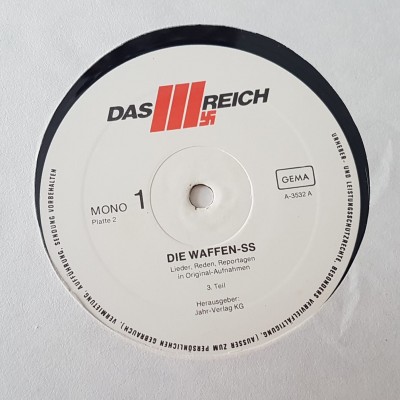 DAS III REICH
MONO 1
Platte 2
GEMA
A-3532 A
DIE WAFFEN-SS
Lieder, Reden, Reportagen
in Original-Aufnahmen
3. Teil
Herausgeber:
Jahr-Verlag KG
URHEBER- UND LEISTUNGSSCHUTZRECHTE, BESONDERS VERVIELFÄLTIGUNG, (AUSSER ZUM PERSÖNLICHEN GEBRAUCH), VERMIETUNG, AUFFÜHRUNG, SENDUNG VORBEHALTEN